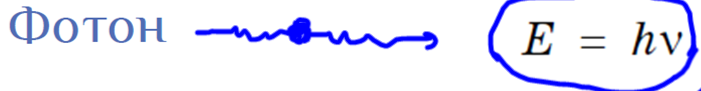 Фотон E = hν